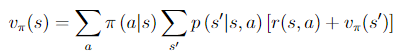 v_π(s) = ∑_a π (a|s) ∑_{s'} p (s'|s, a) [r(s, a) + v_π(s')]